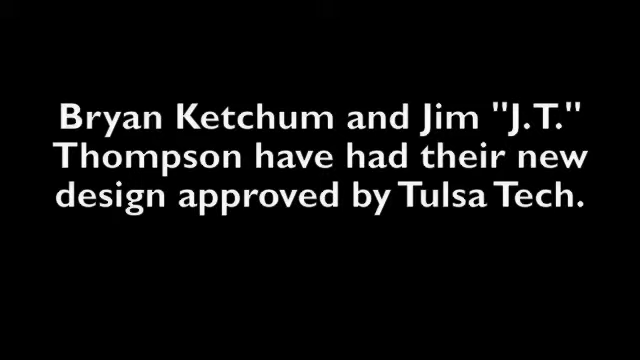 Bryan Ketchum and Jim "J.T."
Thompson have had their new
design approved by Tulsa Tech.